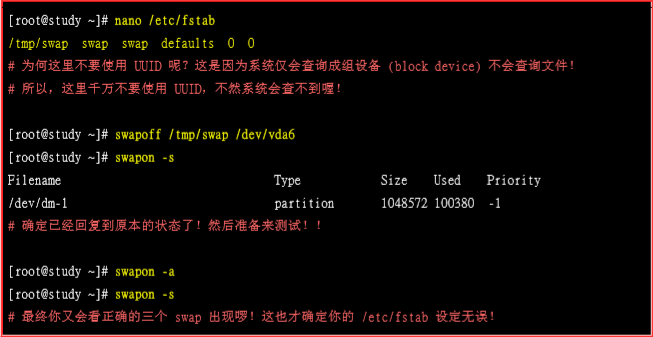 [root@study ~]# nano /etc/fstab
/tmp/swap swap swap defaults 0 0
# 为何这里不要使用 UUID 呢？这是因为系统仅会查询成组设备 (block device) 不会查询文件！
# 所以，这里千万不要使用 UUID，不然系统会查不到喔！
[root@study ~]# swapoff /tmp/swap /dev/vda6
[root@study ~]# swapon -s
Filename Type Size Used Priority
/dev/dm-1 partition 1048572 100380 -1
# 确定已经回复到原本的状态了！然后准备来测试！！
[root@study ~]# swapon -a
[root@study ~]# swapon -s
# 最终你又会看正确的三个 swap 出现啰！这也才确定你的 /etc/fstab 设定无误！